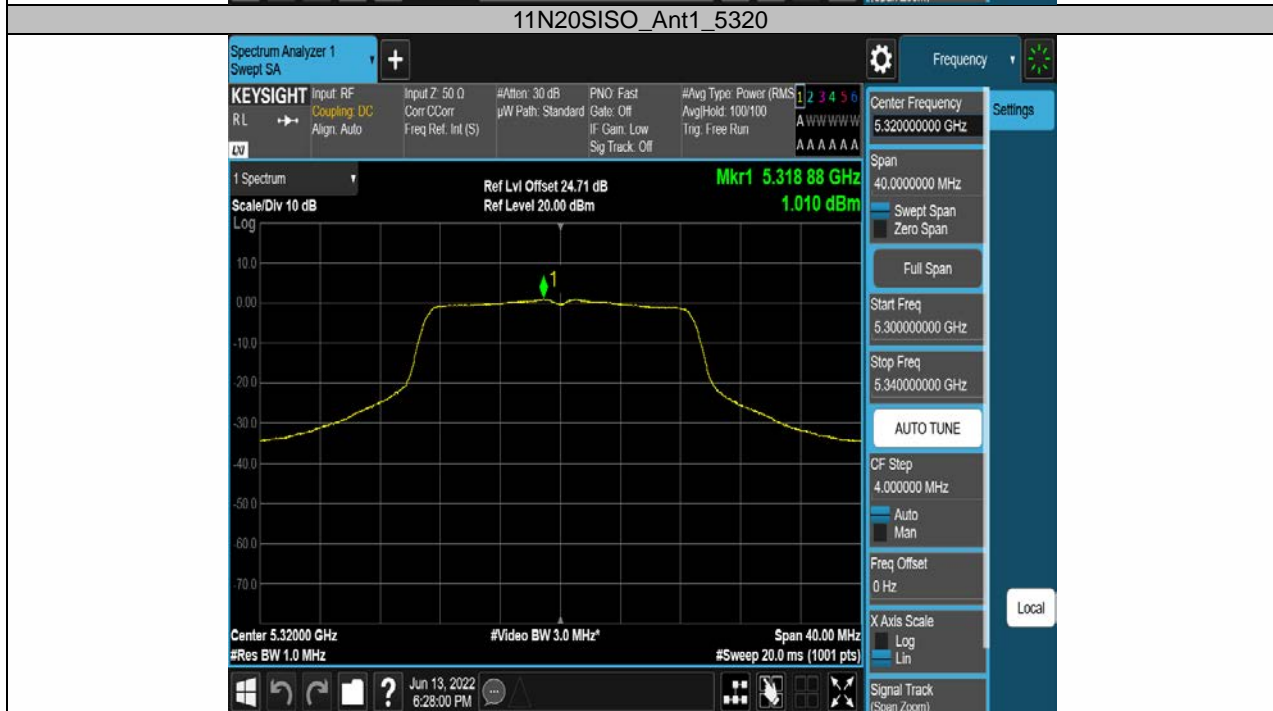 11N20SISO_Ant1_5320
Spectrum Analyzer 1
Swept SA
+
Frequency
KEYSIGHT
RL
LXI
Input: RF
Coupling: DC
Align: Auto
Input Z: 50 Ω
Corr CCorr
Freq Ref: Int (S)
#Atten: 30 dB
µW Path: Standard
PNO: Fast
Gate: Off
IF Gain: Low
Sig Track: Off
#Avg Type: Power (RMS
Avg|Hold: 100/100
Trig: Free Run
1 2 3 4 5 6
A W W W W W
A A A A A A
1 Spectrum
Scale/Div 10 dB
Log
Ref Lvl Offset 24.71 dB
Ref Level 20.00 dBm
Mkr1 5.318 88 GHz
1.010 dBm
1
10.0
0.00
-10.0
-20.0
-30.0
-40.0
-50.0
-60.0
-70.0
Center 5.32000 GHz
#Res BW 1.0 MHz
#Video BW 3.0 MHz*
Span 40.00 MHz
#Sweep 20.0 ms (1001 pts)
Center Frequency
5.320000000 GHz
Settings
Span
40.0000000 MHz
Swept Span
Zero Span
Full Span
Start Freq
5.300000000 GHz
Stop Freq
5.340000000 GHz
AUTO TUNE
CF Step
4.000000 MHz
Auto
Man
Freq Offset
0 Hz
X Axis Scale
Log
Lin
Local
Signal Track
(Span Zoom)
?
Jun 13, 2022
6:28:00 PM